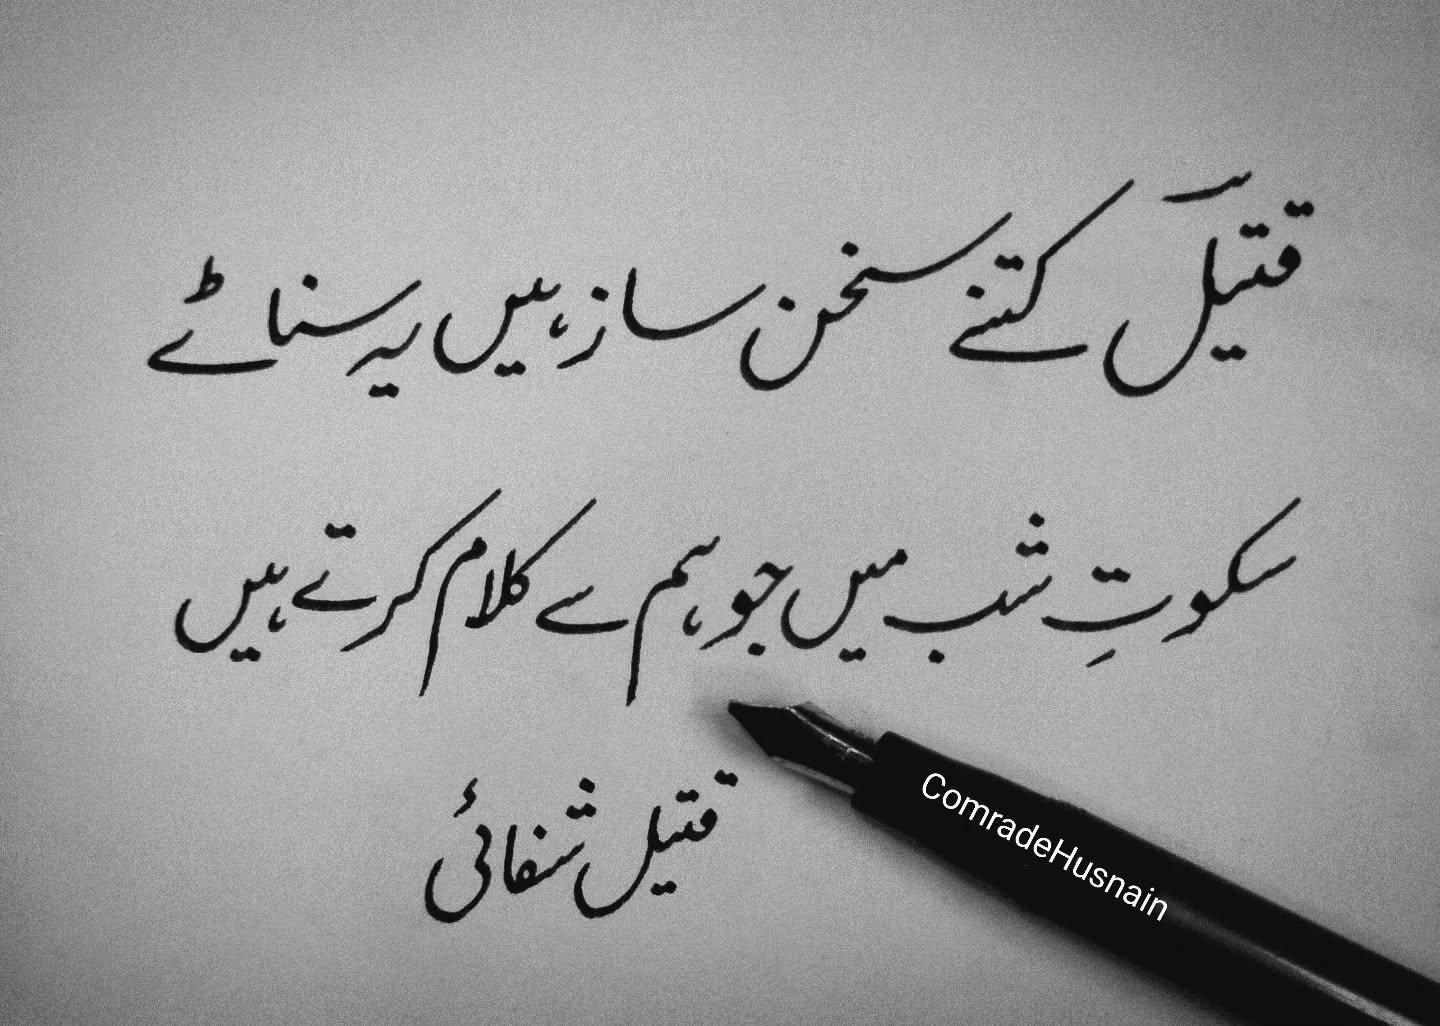 قتیلؔ کتنے سخن ساز ہیں یہ سناٹے
سکوتِ شب میں جو ہم سے کلام کرتے ہیں
قتیل شفائی
ComradeHusnain